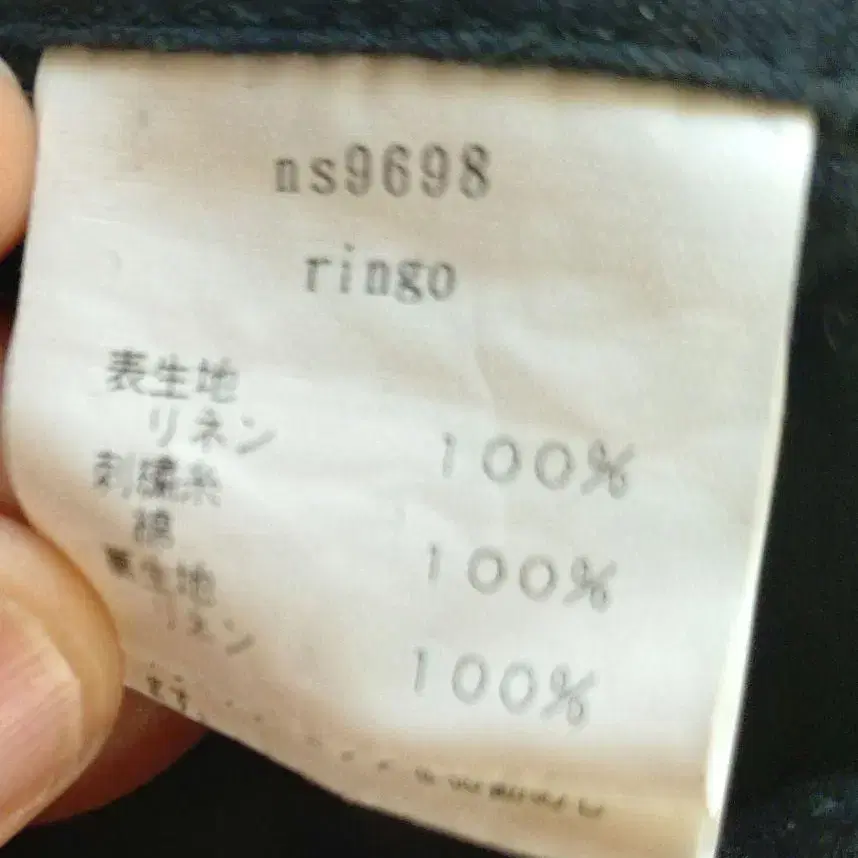 ns9698
ringo
表生地
リネン 100%
刺繍糸
綿 100%
裏生地
リネン 100%